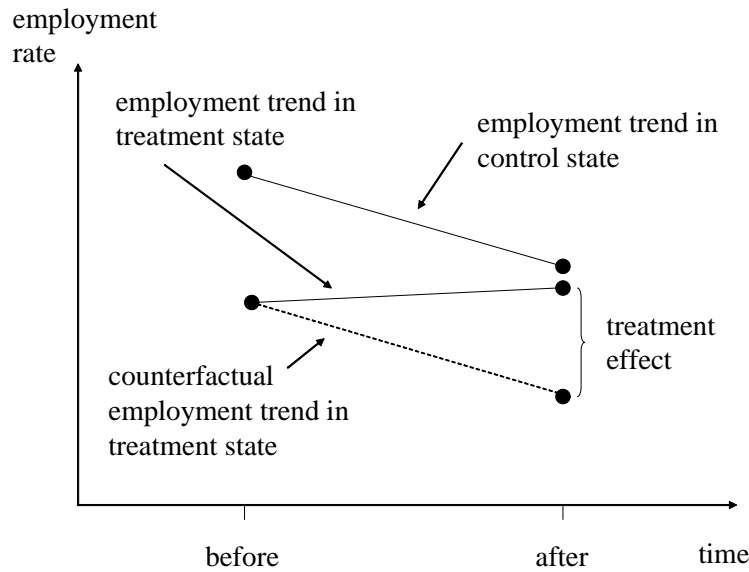 employment
rate
employment trend in
treatment state
employment trend in
control state
treatment
effect
counterfactual
employment trend in
treatment state
before
after
time